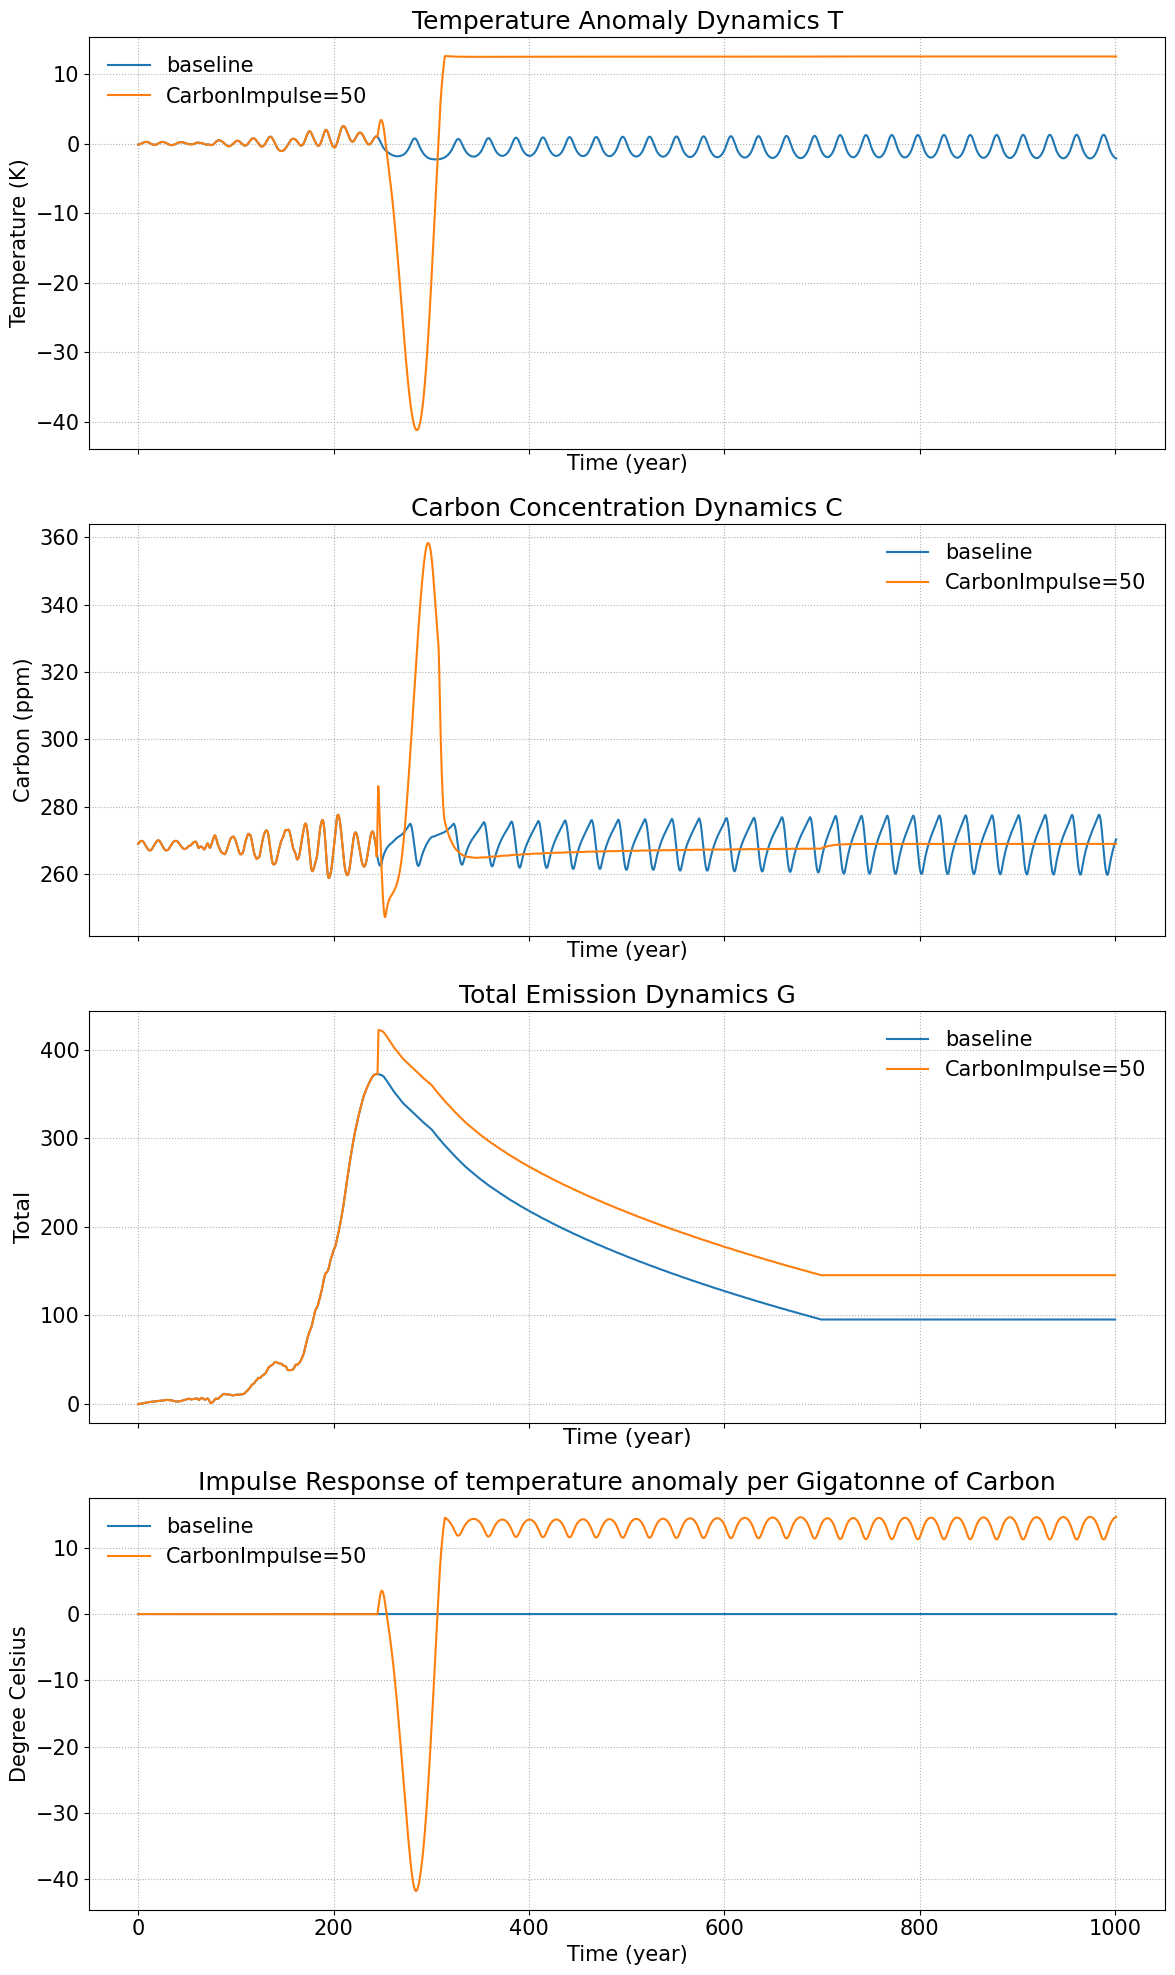 Temperature Anomaly Dynamics T
baseline
CarbonImpulse=50
10
0
−10
−20
−30
−40
Temperature (K)
Time (year)
Carbon Concentration Dynamics C
baseline
CarbonImpulse=50
360
340
320
300
280
260
Carbon (ppm)
Time (year)
Total Emission Dynamics G
baseline
CarbonImpulse=50
400
300
200
100
0
Total
Time (year)
Impulse Response of temperature anomaly per Gigatonne of Carbon
baseline
CarbonImpulse=50
10
0
−10
−20
−30
−40
Degree Celsius
0 200 400 600 800 1000
Time (year)